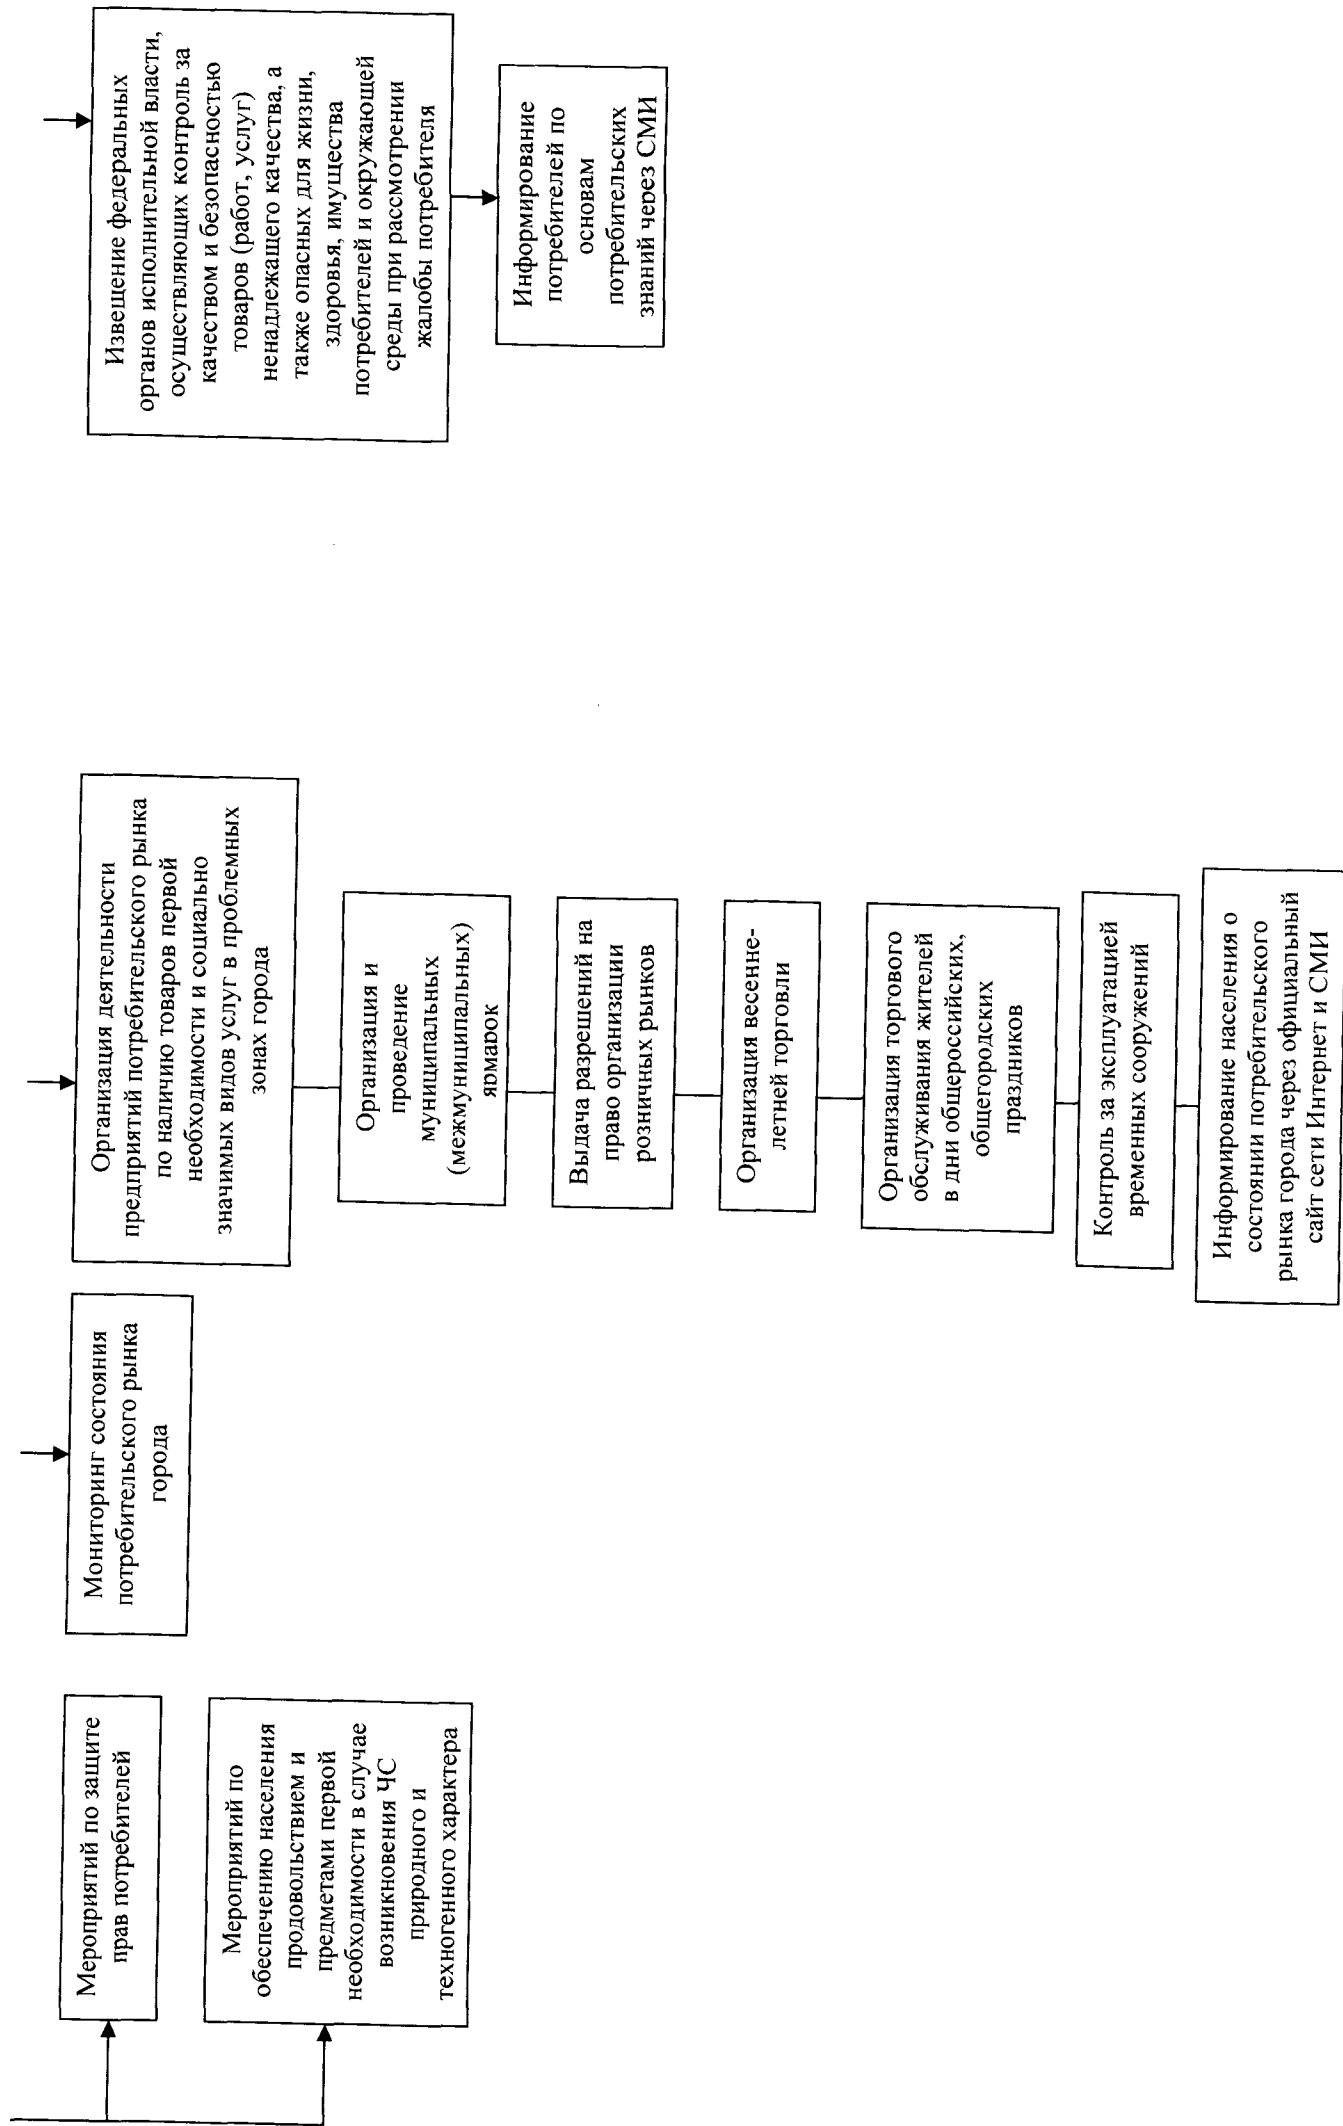 Мероприятий по защите
прав потребителей
Мероприятий по
обеспечению населения
продовольствием и
предметами первой
необходимости в случае
возникновения ЧС
природного и
техногенного характера
Мониторинг состояния
потребительского рынка
города
Организация деятельности
предприятий потребительского рынка
по наличию товаров первой
необходимости и социально
значимых видов услуг в проблемных
зонах города
Организация и
проведение
муниципальных
(межмуниципальных)
ярмарок
Выдача разрешений на
право организации
розничных рынков
Организация весенне-
летней торговли
Организация торгового
обслуживания жителей
в дни общероссийских,
общегородских
праздников
Контроль за эксплуатацией
временных сооружений
Информирование населения о
состоянии потребительского
рынка города через официальный
сайт сети Интернет и СМИ
Извещение федеральных
органов исполнительной власти,
осуществляющих контроль за
качеством и безопасностью
товаров (работ, услуг)
ненадлежащего качества, а
также опасных для жизни,
здоровья, имущества
потребителей и окружающей
среды при рассмотрении
жалобы потребителя
Информирование
потребителей по
основам
потребительских
знаний через СМИ